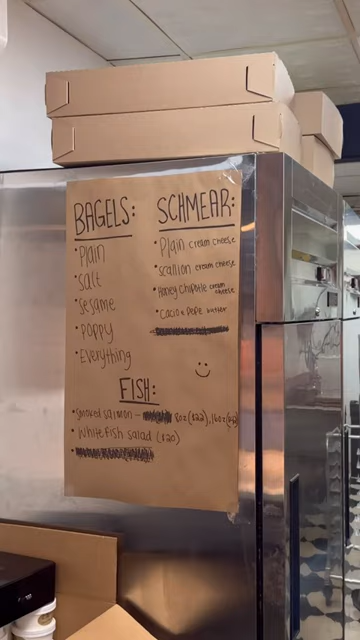 BAGELS:
• Plain
• Salt
• Sesame
• Poppy
• Everything
SCHMEAR:
• Plain cream cheese
• Scallion cream cheese
• Honey Chipotle cream cheese
• Cacio e Pepe butter
FISH:
• Smoked Salmon - 8oz ($22), 16oz
• Whitefish Salad ($20)